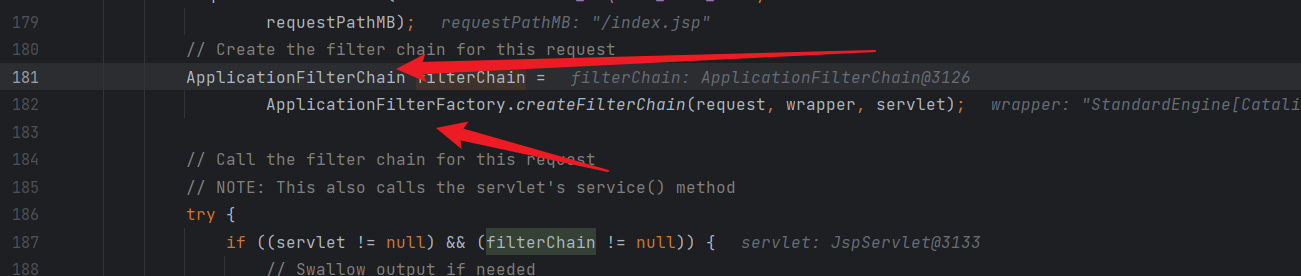 179 requestPathMB); requestPathMB: "/index.jsp"
180 // Create the filter chain for this request
181 ApplicationFilterChain filterChain = filterChain: ApplicationFilterChain@3126
182 ApplicationFilterFactory.createFilterChain(request, wrapper, servlet); wrapper: "StandardEngine[Catali
183
184 // Call the filter chain for this request
185 // NOTE: This also calls the servlet's service() method
186 try {
187 if ((servlet != null) && (filterChain != null)) { servlet: JspServlet@3133
188 // Swallow output if needed